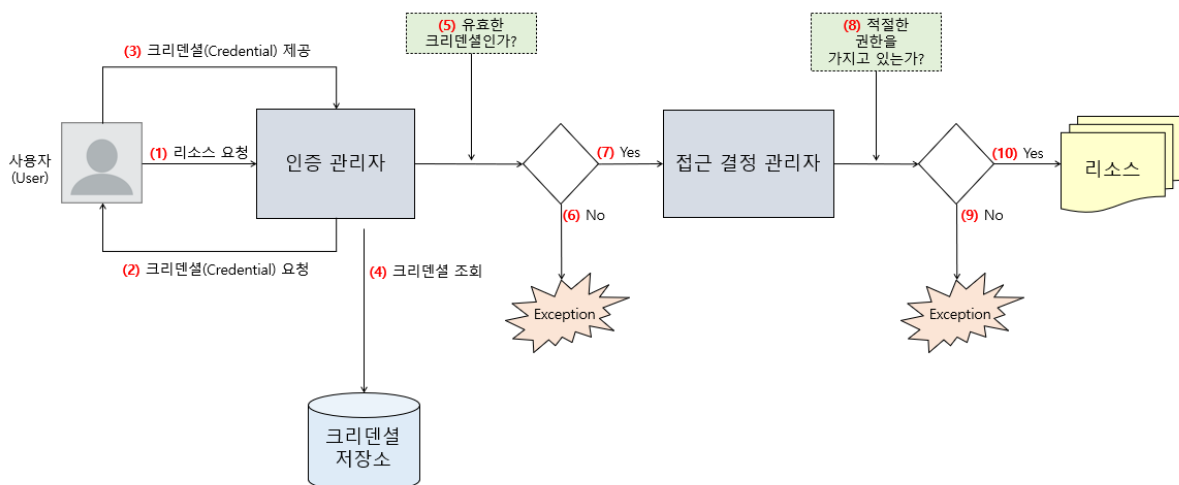 (5) 유효한
크리덴셜인가?
(8) 적절한
권한을
가지고 있는가?
(3) 크리덴셜(Credential) 제공
사용자
(User)
(1) 리소스 요청
인증 관리자
(7) Yes
접근 결정 관리자
(10) Yes
리소스
(6) No
(9) No
(2) 크리덴셜(Credential) 요청
(4) 크리덴셜 조회
Exception
Exception
크리덴셜
저장소